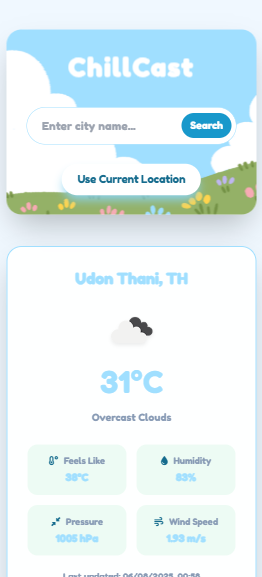 ChillCast
Enter city name...
Search
Use Current Location
Udon Thani, TH
31°C
Overcast Clouds
Feels Like
38°C
Humidity
63%
Pressure
1005 hPa
Wind Speed
1.93 m/s
Last updated: 06/08/2025, 00:58